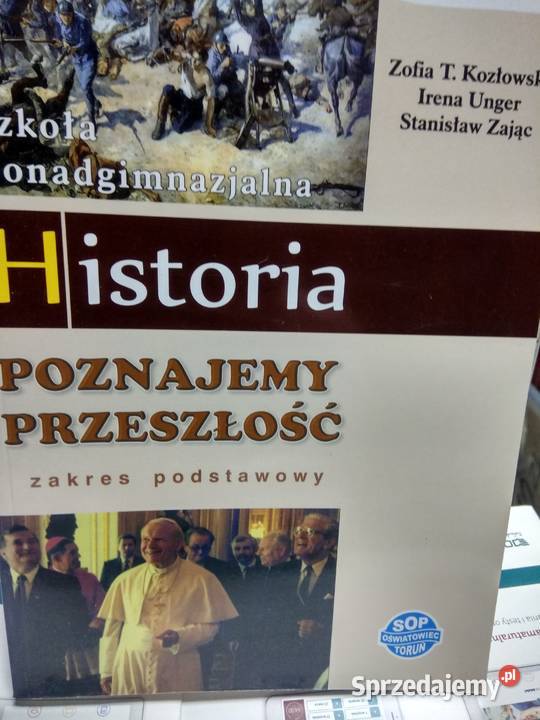 Zofia T. Kozłowsk
Irena Unger
Stanisław Zając
zkoła
onadgimnazjalna
Historia
POZNAJEMY
PRZESZŁOŚĆ
zakres podstawowy
SOP
OŚWIATOWIEC
TORUŃ
Sprzedajemy.pl